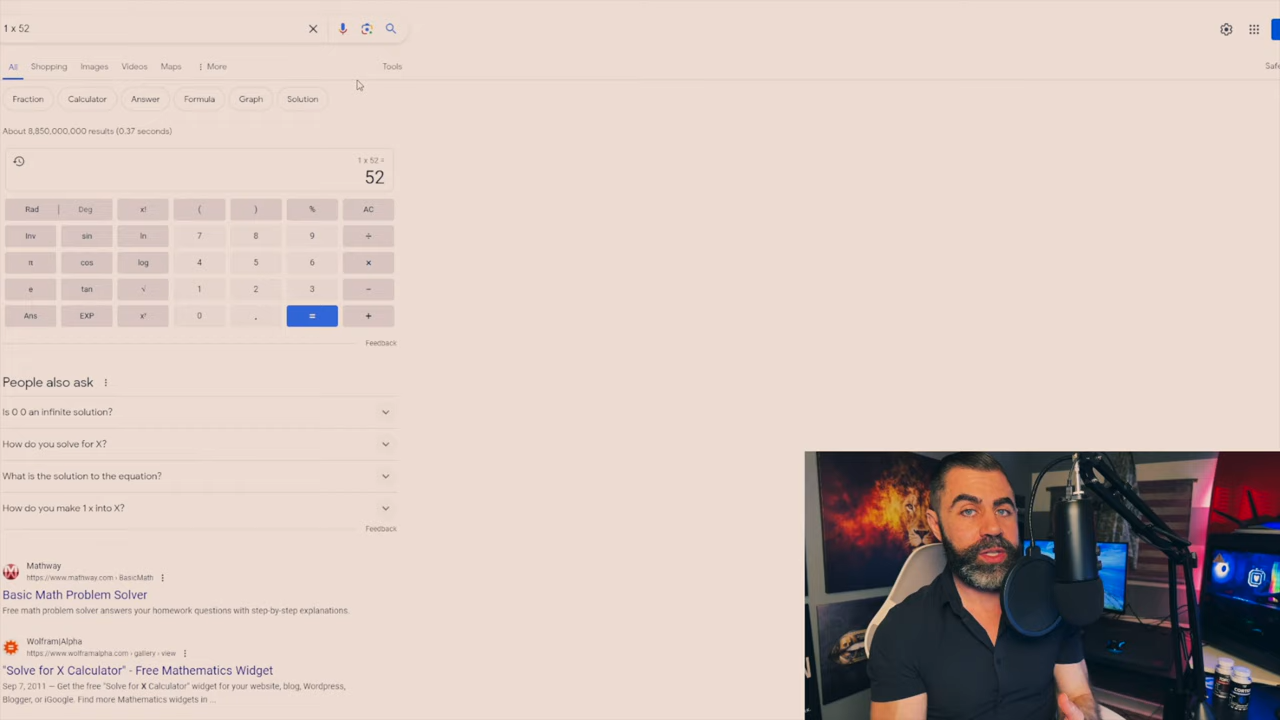 1 x 52
Safe
All Shopping Images Videos Maps More Tools
Fraction Calculator Answer Formula Graph Solution
About 8,850,000,000 results (0.37 seconds)
1 x 52 =
52
Rad | Deg x! ( ) % AC
Inv sin ln 7 8 9 ÷
π cos log 4 5 6 ×
e tan √ 1 2 3 −
Ans EXP xʸ 0 . = +
Feedback
People also ask
Is 0 0 an infinite solution?
How do you solve for X?
What is the solution to the equation?
How do you make 1 x into X?
Feedback
Mathway
https://www.mathway.com › BasicMath
Basic Math Problem Solver
Free math problem solver answers your homework questions with step-by-step explanations.
Wolfram|Alpha
https://www.wolframalpha.com › gallery › view
"Solve for X Calculator" - Free Mathematics Widget
Sep 7, 2011 — Get the free "Solve for X Calculator" widget for your website, blog, Wordpress,
Blogger, or iGoogle. Find more Mathematics widgets in ...